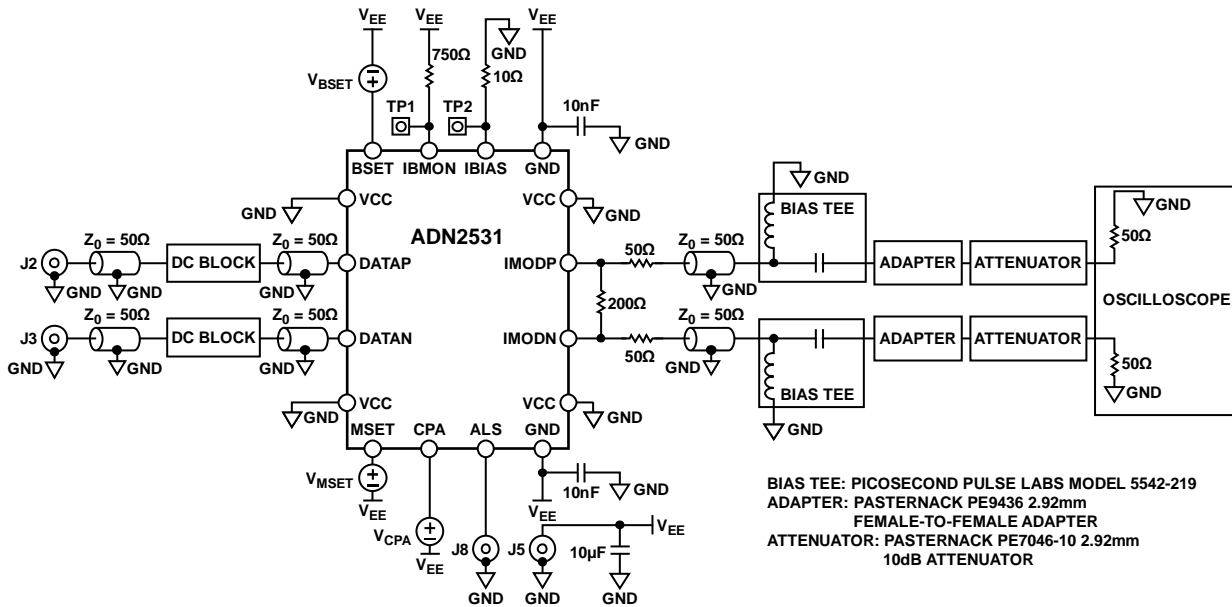 VEE VEE VEE
GND
750Ω
10Ω
VBSET
TP1 TP2
10nF
GND
BSET IBMON IBIAS GND
GND
VCC VCC
GND GND
BIAS TEE
ADN2531
Z0 = 50Ω Z0 = 50Ω
50Ω Z0 = 50Ω
J2 DC BLOCK DATAP IMODP ADAPTER ATTENUATOR
50Ω
GND
GND GND GND
GND
200Ω
OSCILLOSCOPE
Z0 = 50Ω Z0 = 50Ω
Z0 = 50Ω
J3 DC BLOCK DATAN IMODN ADAPTER ATTENUATOR
50Ω
50Ω
GND GND GND
GND
GND
BIAS TEE
VCC VCC
GND GND
GND
MSET CPA ALS GND
VMSET
10nF GND
VEE
VEE
VCPA
VEE
J8 J5 10µF
VEE
GND GND GND
BIAS TEE: PICOSECOND PULSE LABS MODEL 5542-219
ADAPTER: PASTERNACK PE9436 2.92mm
FEMALE-TO-FEMALE ADAPTER
ATTENUATOR: PASTERNACK PE7046-10 2.92mm
10dB ATTENUATOR